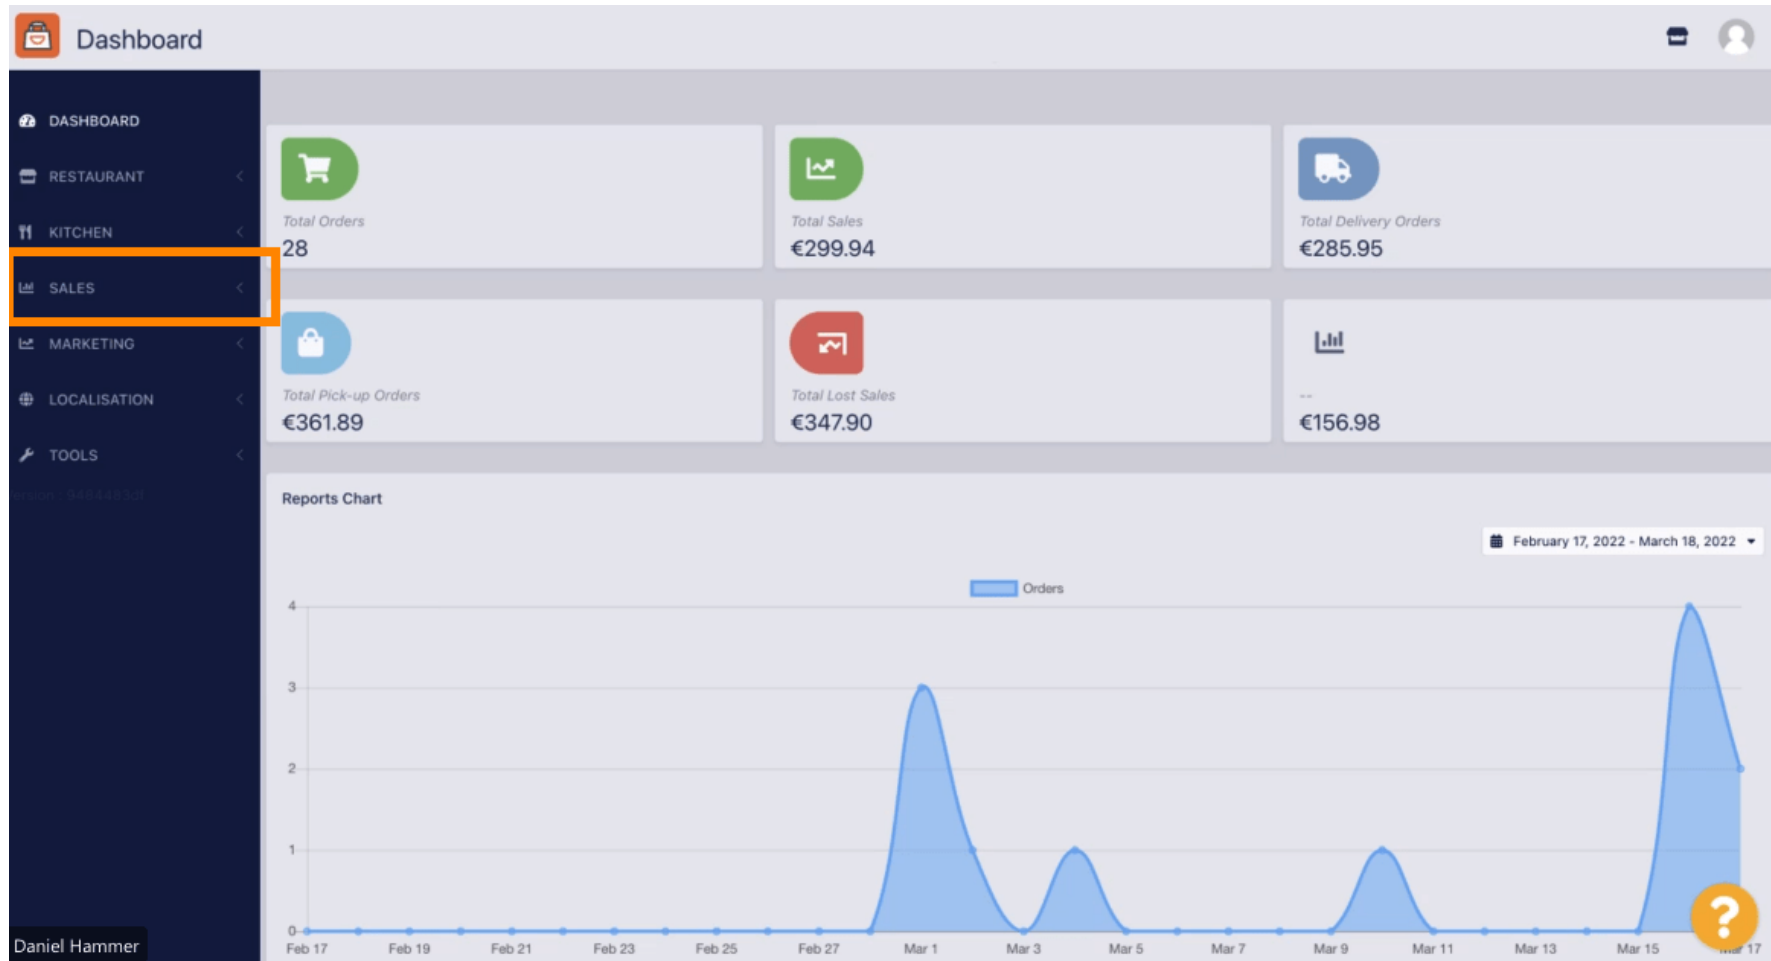 Dashboard
DASHBOARD
RESTAURANT
KITCHEN
SALES
MARKETING
LOCALISATION
TOOLS
Total Orders
28
Total Sales
€299.94
Total Delivery Orders
€285.95
Total Pick-up Orders
€361.89
Total Lost Sales
€347.90
--
€156.98
Reports Chart
February 17, 2022 - March 18, 2022
Orders
4
3
2
1
0
Feb 17 Feb 19 Feb 21 Feb 23 Feb 25 Feb 27 Mar 1 Mar 3 Mar 5 Mar 7 Mar 9 Mar 11 Mar 13 Mar 15 17
?
Daniel Hammer